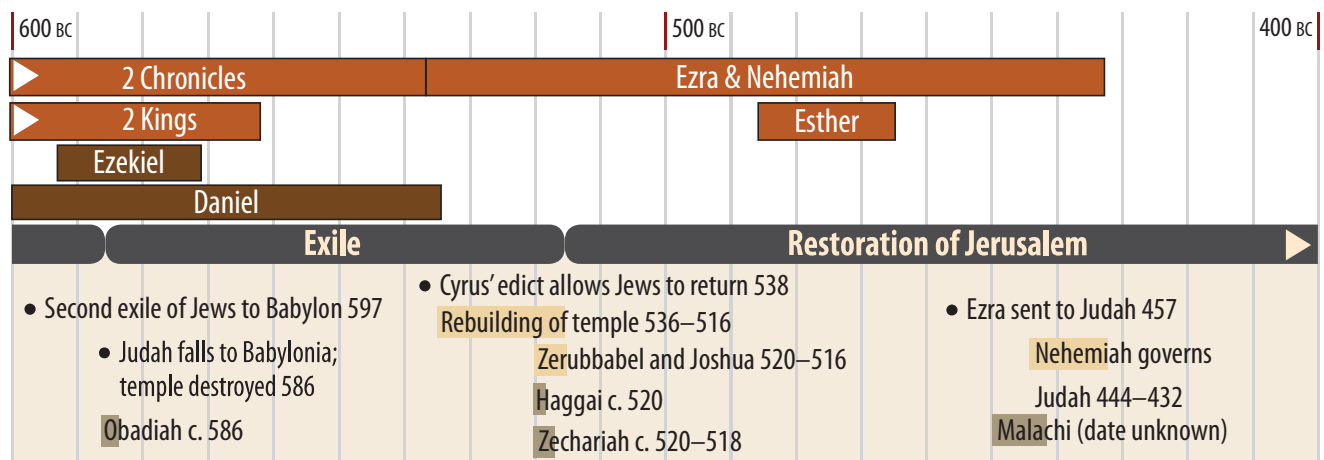 600 BC
500 BC
400 BC
2 Chronicles
Ezra & Nehemiah
2 Kings
Esther
Ezekiel
Daniel
Exile
Restoration of Jerusalem
• Second exile of Jews to Babylon 597
• Judah falls to Babylonia;
temple destroyed 586
Obadiah c. 586
• Cyrus’ edict allows Jews to return 538
Rebuilding of temple 536–516
Zerubbabel and Joshua 520–516
Haggai c. 520
Zechariah c. 520–518
• Ezra sent to Judah 457
Nehemiah governs
Judah 444–432
Malachi (date unknown)